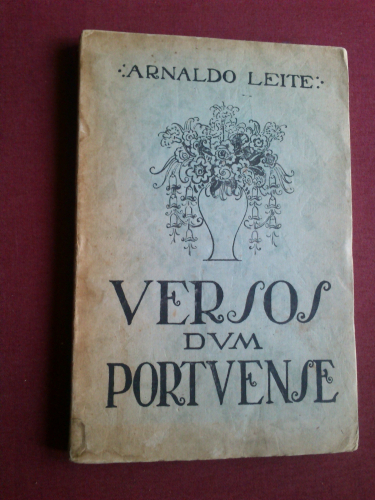 ∴ARNALDO LEITE∴
VERSOS
DVM
PORTVENSE